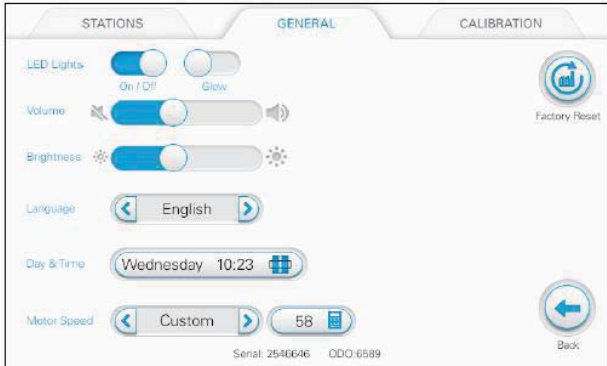 STATIONS GENERAL CALIBRATION
LED Lights
On / Off Glow
Factory Reset
Volume
Brightness
Language English
Day & Time Wednesday 10:23
Motor Speed Custom 58
Back
Serial: 2546646 ODO:6589